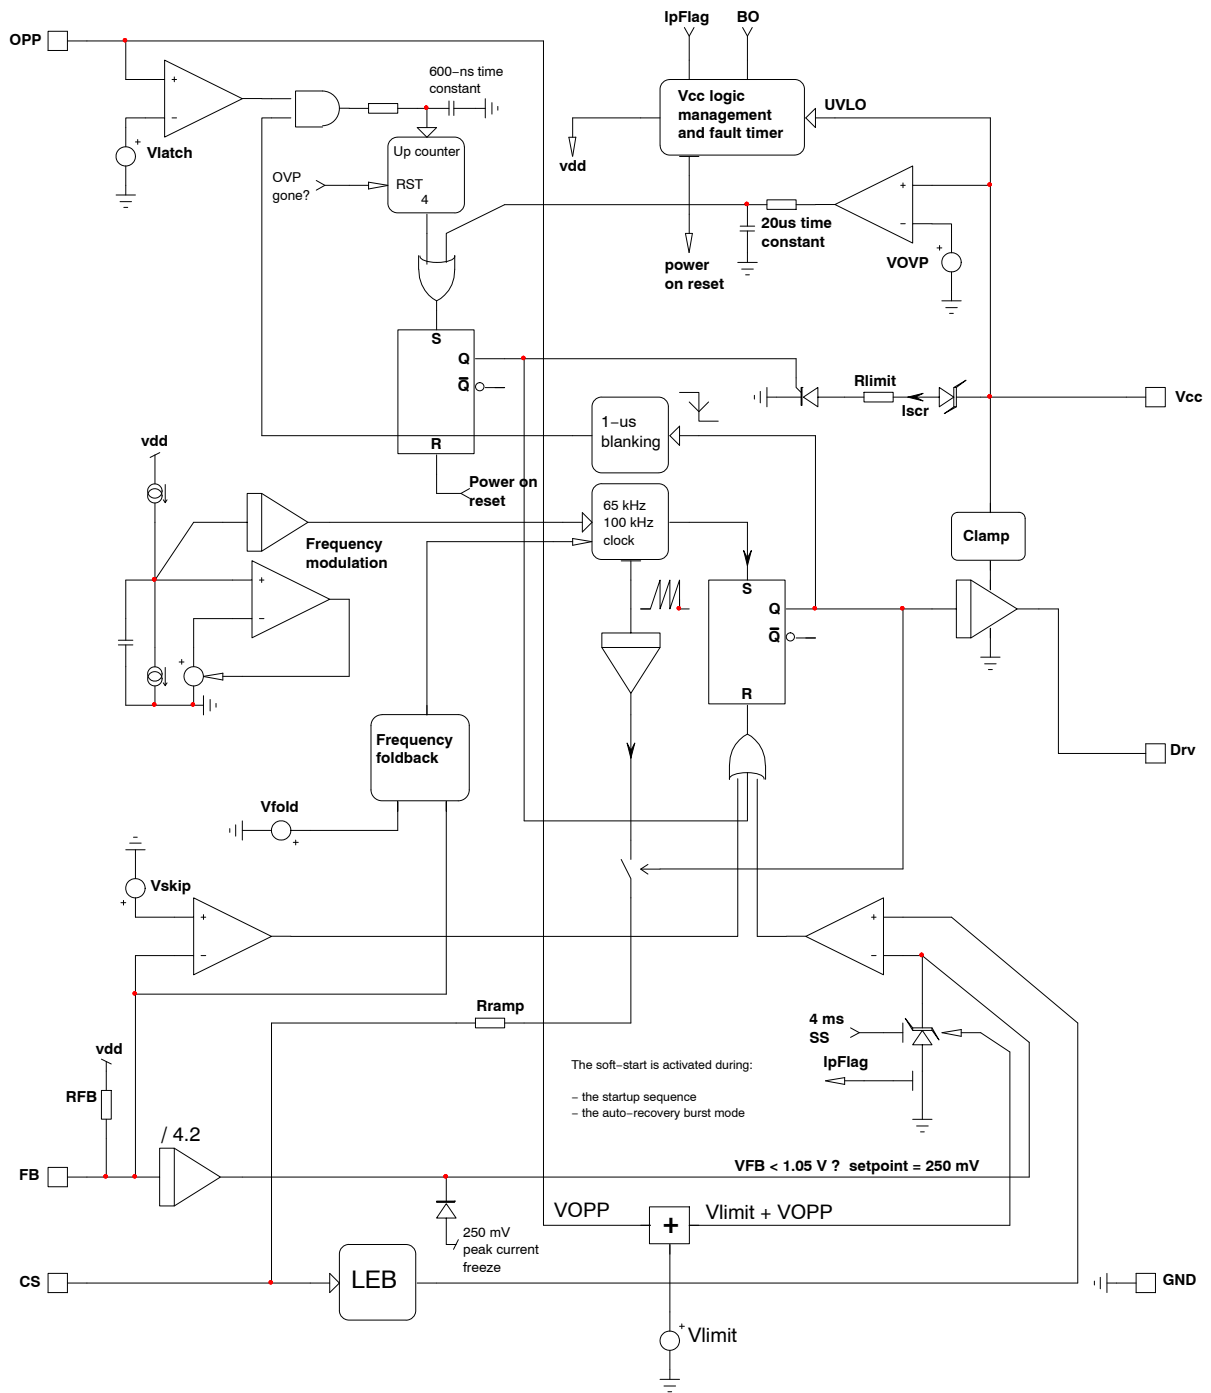 IpFlag
BO
OPP
600−ns time
constant
Vcc logic
management
and fault timer
UVLO
+
−
+
Vlatch
vdd
Up counter
OVP
gone?
RST
4
+
−
20us time
constant
+
VOVP
power
on reset
S
Q
Q
R
Rlimit
Iscr
Vcc
1−us
blanking
vdd
Power on
reset
65 kHz
100 kHz
clock
Frequency
modulation
Clamp
+
−
+
S
Q
Q
R
Frequency
foldback
Drv
Vfold
+
Vskip
+
+
−
+
−
Rramp
4 ms
SS
vdd
RFB
The soft−start is activated during:
− the startup sequence
− the auto−recovery burst mode
IpFlag
/ 4.2
FB
VFB < 1.05 V ? setpoint = 250 mV
VOPP
+
Vlimit + VOPP
250 mV
peak current
freeze
CS
LEB
GND
+
Vlimit